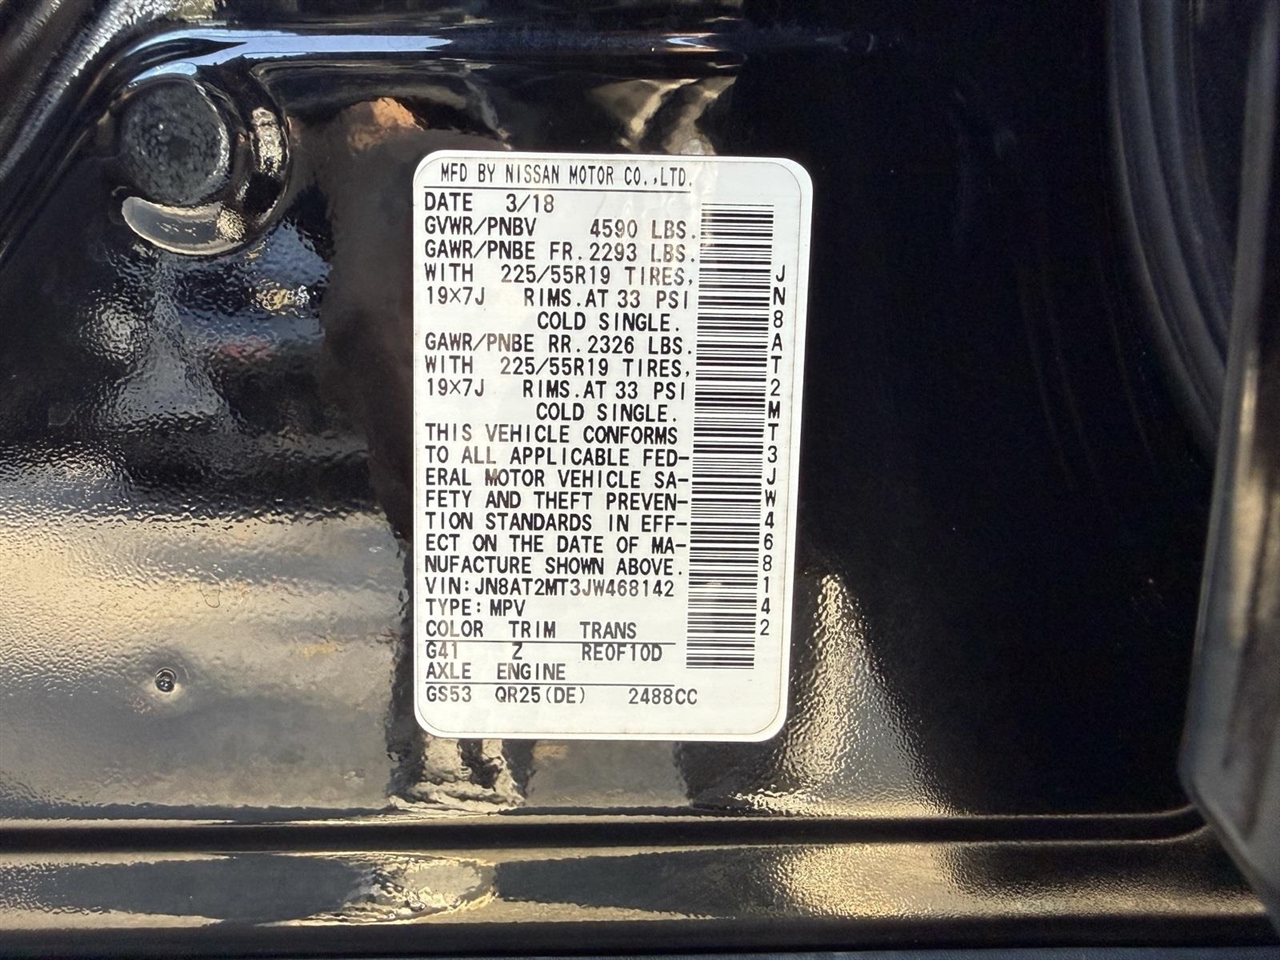 MFD BY NISSAN MOTOR CO.,LTD.
DATE 3/18
GVWR/PNBV 4590 LBS.
GAWR/PNBE FR. 2293 LBS.
WITH 225/55R19 TIRES,
19×7J RIMS.AT 33 PSI
COLD SINGLE.
GAWR/PNBE RR. 2326 LBS.
WITH 225/55R19 TIRES,
19×7J RIMS.AT 33 PSI
COLD SINGLE.
THIS VEHICLE CONFORMS
TO ALL APPLICABLE FED-
ERAL MOTOR VEHICLE SA-
FETY AND THEFT PREVEN-
TION STANDARDS IN EFF-
ECT ON THE DATE OF MA-
NUFACTURE SHOWN ABOVE.
VIN:JN8AT2MT3JW468142
TYPE:MPV
COLOR TRIM TRANS
G41 Z RE0F10D
AXLE ENGINE
GS53 QR25(DE) 2488CC
JN8AT2MT3JW468142